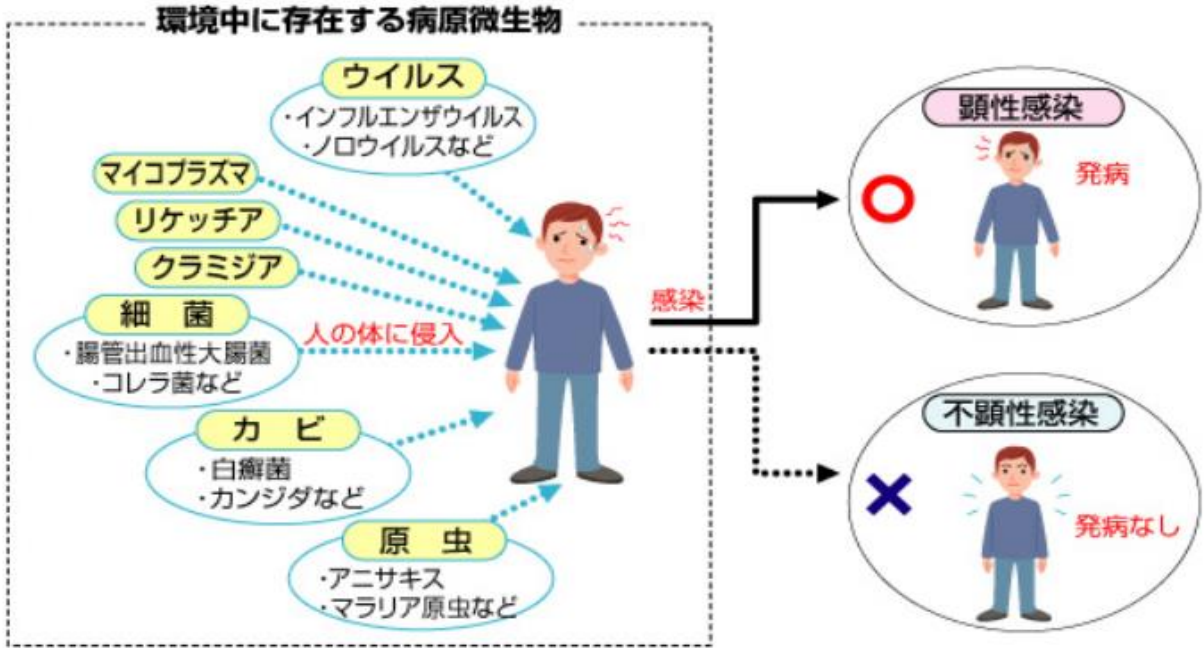 環境中に存在する病原微生物
ウイルス
・インフルエンザウイルス
・ノロウイルスなど
マイコプラズマ
リケッチア
クラミジア
細 菌
・腸管出血性大腸菌
・コレラ菌など
人の体に侵入
カ ビ
・白癬菌
・カンジダなど
原 虫
・アニサキス
・マラリア原虫など
感染
顕性感染
発病
不顕性感染
発病なし